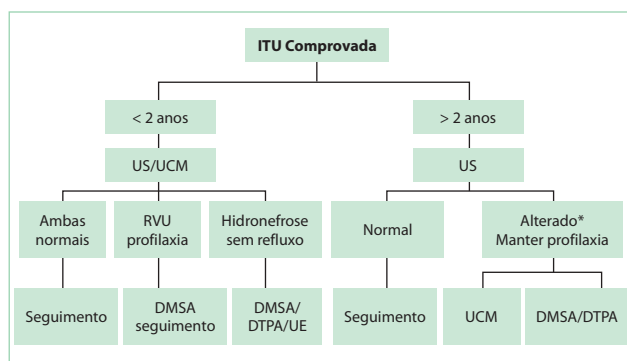 ITU Comprovada
< 2 anos
> 2 anos
US/UCM
US
Ambas
normais
RVU
profilaxia
Hidronefrose
sem refluxo
Normal
Alterado*
Manter profilaxia
Seguimento
DMSA
seguimento
DMSA/
DTPA/UE
Seguimento
UCM
DMSA/DTPA